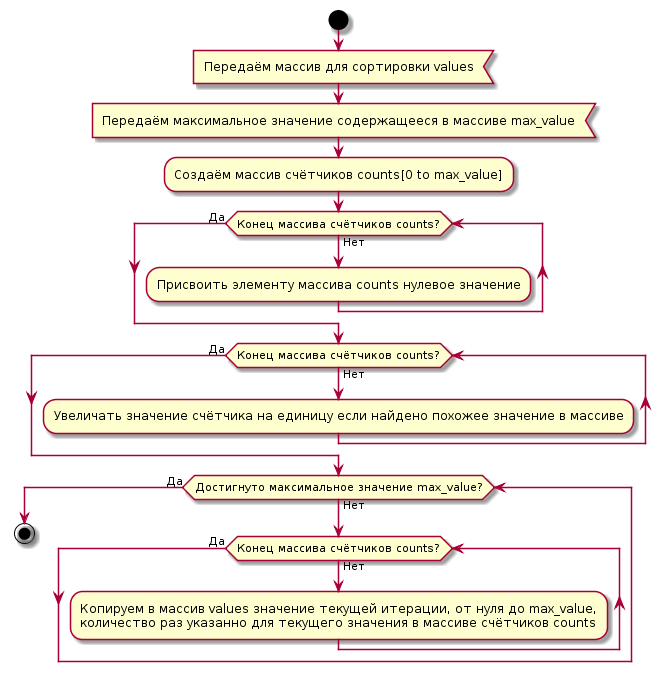 Передаём массив для сортировки values
Передаём максимальное значение содержащееся в массиве max_value
Создаём массив счётчиков counts[0 to max_value]
Да
Конец массива счётчиков counts?
Нет
Присвоить элементу массива counts нулевое значение
Да
Конец массива счётчиков counts?
Нет
Увеличать значение счётчика на единицу если найдено похожее значение в массиве
Да
Достигнуто максимальное значение max_value?
Нет
Да
Конец массива счётчиков counts?
Нет
Копируем в массив values значение текущей итерации, от нуля до max_value,
количество раз указанно для текущего значения в массиве счётчиков counts